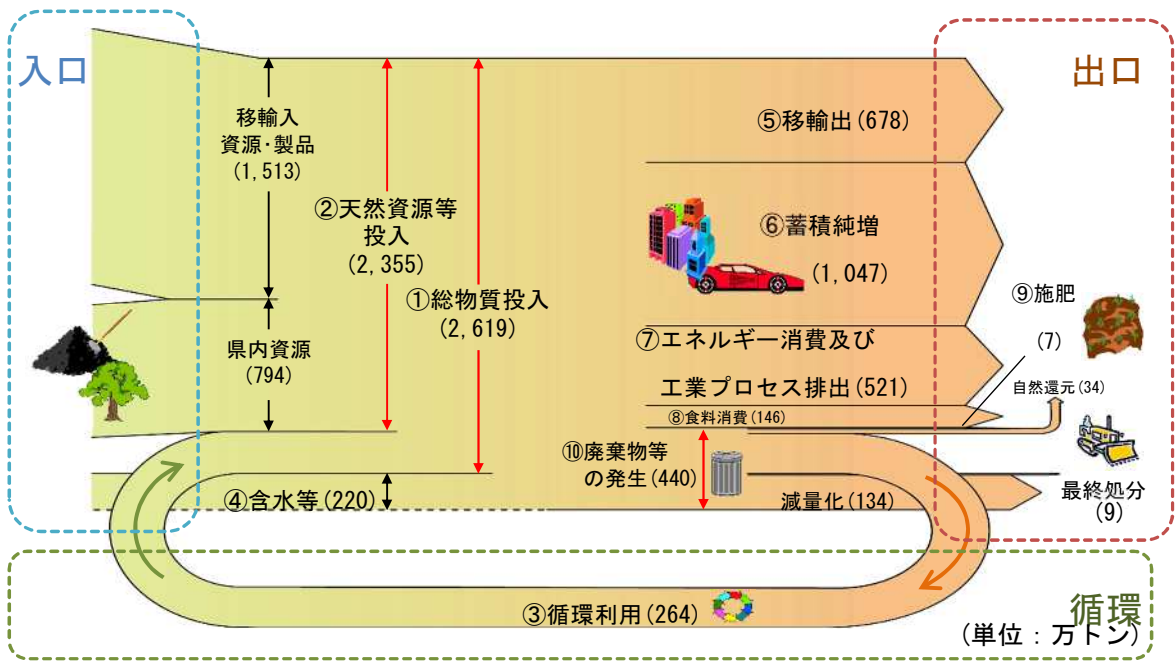 入口
出口
移輸入
資源・製品
(1,513)
②天然資源等
投入
(2,355)
①総物質投入
(2,619)
県内資源
(794)
④含水等(220)
⑤移輸出(678)
⑥蓄積純増
(1,047)
⑦エネルギー消費及び
工業プロセス排出(521)
⑧食料消費(146)
⑨施肥
(7)
自然還元(34)
⑩廃棄物等
の発生(440)
減量化(134)
最終処分
(9)
③循環利用(264)
循環
(単位：万トン)